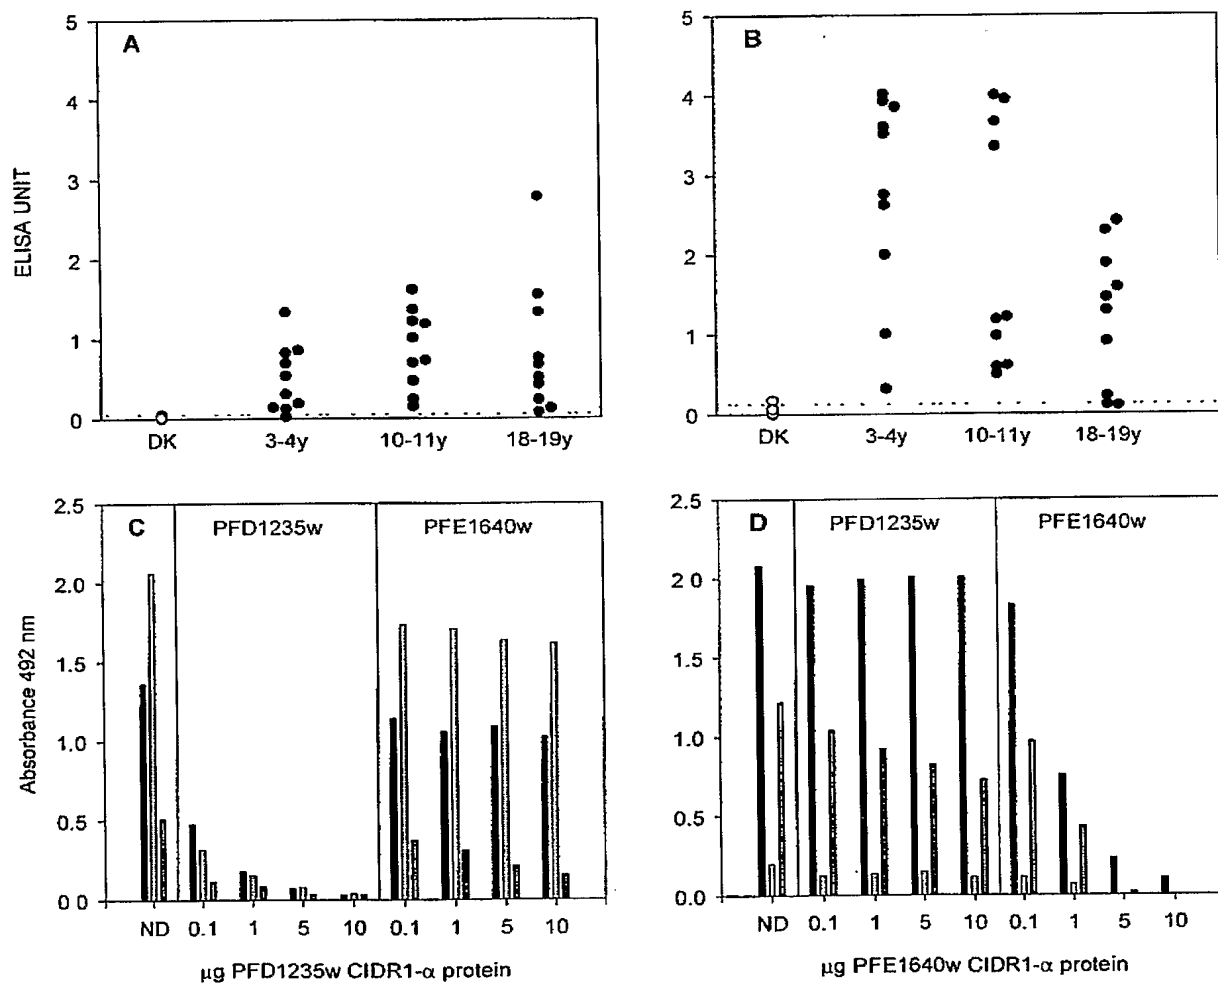 A
B
5
4
3
2
1
0
ELISA UNIT
DK 3-4y 10-11y 18-19y
5
4
3
2
1
0
DK 3-4y 10-11y 18-19y
C PFD1235w PFE1640w
2.5
2.0
1.5
1.0
0.5
0 0
Absorbance 492 nm
ND 0.1 1 5 10 0.1 1 5 10
µg PFD1235w CIDR1-α protein
D PFD1235w PFE1640w
2.5
2 0
1.5
1.0
0.5
0.0
ND 0.1 1 5 10 0.1 1 5 10
µg PFE1640w CIDR1-α protein